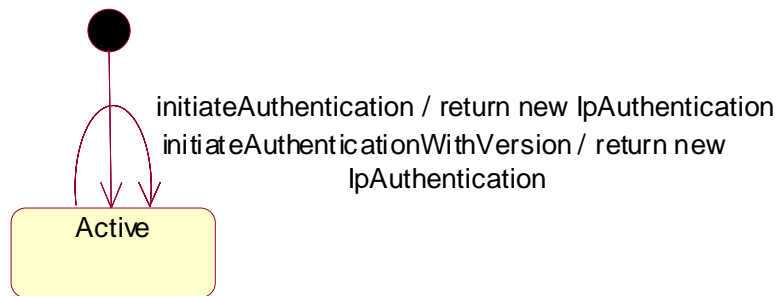 initiateAuthentication / return new IpAuthentication
initiateAuthenticationWithVersion / return new
IpAuthentication
Active